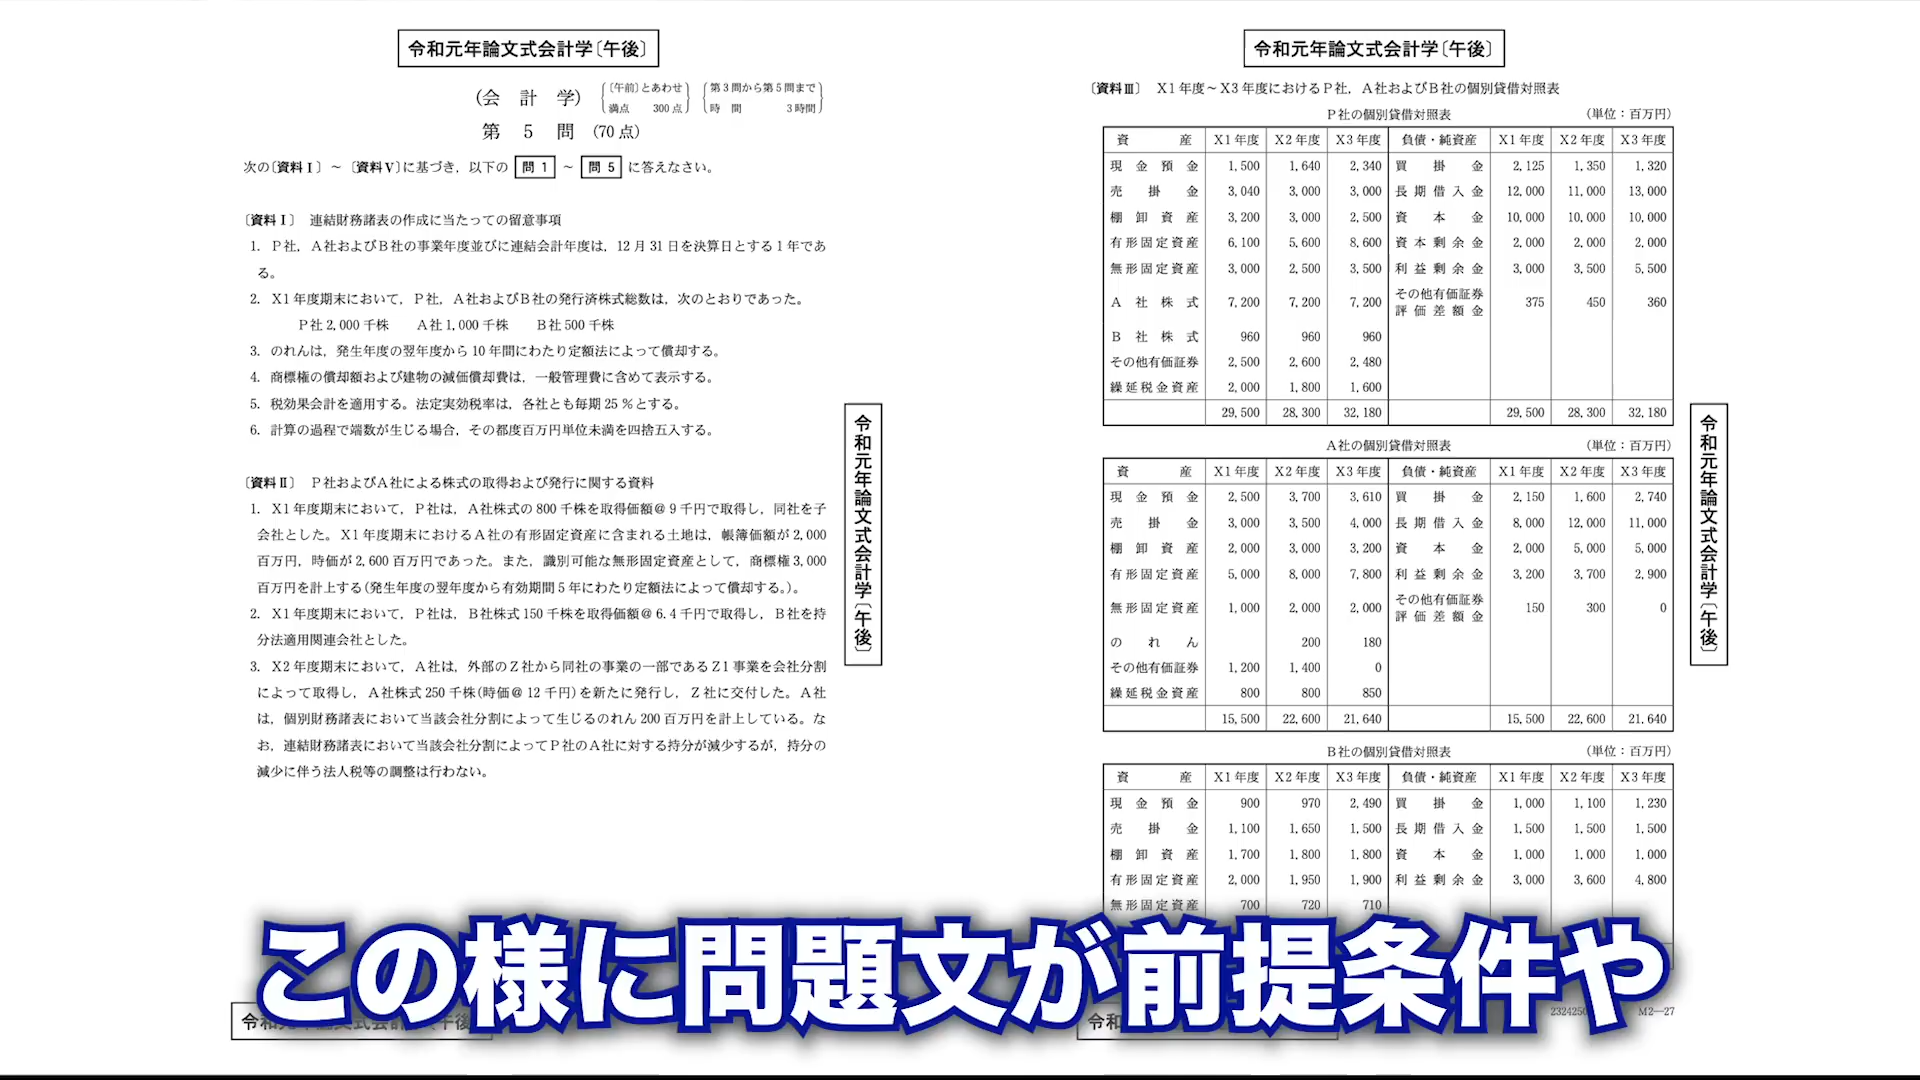 令和元年論文式会計学〔午後〕
(会 計 学) {〔午前〕とあわせ 満点 300点} {第3問から第5問まで 時間 3時間}
第 5 問 (70点)
次の〔資料Ⅰ〕～〔資料Ⅴ〕に基づき，以下の 問1 ～ 問5 に答えなさい。
〔資料Ⅰ〕 連結財務諸表の作成に当たっての留意事項
1. P社，A社およびB社の事業年度並びに連結会計年度は，12月31日を決算日とする1年であ
る。
2. X1年度期末において，P社，A社およびB社の発行済株式総数は，次のとおりであった。
P社2,000千株 A社1,000千株 B社500千株
3. のれんは，発生年度の翌年度から10年間にわたり定額法によって償却する。
4. 商標権の償却額および建物の減価償却費は，一般管理費に含めて表示する。
5. 税効果会計を適用する。法定実効税率は，各社とも毎期25％とする。
6. 計算の過程で端数が生じる場合，その都度百万円単位未満を四捨五入する。
〔資料Ⅱ〕 P社およびA社による株式の取得および発行に関する資料
1. X1年度期末において，P社は，A社株式の800千株を取得価額@9千円で取得し，同社を子
会社とした。X1年度期末におけるA社の有形固定資産に含まれる土地は，帳簿価額が2,000
百万円，時価が2,600百万円であった。また，識別可能な無形固定資産として，商標権3,000
百万円を計上する(発生年度の翌年度から有効期間5年にわたり定額法によって償却する。)。
2. X1年度期末において，P社は，B社株式150千株を取得価額@6.4千円で取得し，B社を持
分法適用関連会社とした。
3. X2年度期末において，A社は，外部のZ社から同社の事業の一部であるZ1事業を会社分割
によって取得し，A社株式250千株(時価@12千円)を新たに発行し，Z社に交付した。A社
は，個別財務諸表において当該会社分割によって生じるのれん200百万円を計上している。な
お，連結財務諸表において当該会社分割によってP社のA社に対する持分が減少するが，持分の
減少に伴う法人税等の調整は行わない。
令和元年論文式会計学〔午後〕
令和元年論文式会計学〔午後〕
〔資料Ⅲ〕 X1年度～X3年度におけるP社，A社およびB社の個別貸借対照表
P社の個別貸借対照表 (単位：百万円)
資産 X1年度 X2年度 X3年度 負債・純資産 X1年度 X2年度 X3年度
現金預金 1,500 1,640 2,340 買掛金 2,125 1,350 1,320
売掛金 3,040 3,000 3,000 長期借入金 12,000 11,000 13,000
棚卸資産 3,200 3,000 2,500 資本金 10,000 10,000 10,000
有形固定資産 6,100 5,600 8,600 資本剰余金 2,000 2,000 2,000
無形固定資産 3,000 2,500 3,500 利益剰余金 3,000 3,500 5,500
A社株式 7,200 7,200 7,200 その他有価証券評価差額金 375 450 360
B社株式 960 960 960
その他有価証券 2,500 2,600 2,480
繰延税金資産 2,000 1,800 1,600
29,500 28,300 32,180 29,500 28,300 32,180
A社の個別貸借対照表 (単位：百万円)
資産 X1年度 X2年度 X3年度 負債・純資産 X1年度 X2年度 X3年度
現金預金 2,500 3,700 3,610 買掛金 2,150 1,600 2,740
売掛金 3,000 3,500 4,000 長期借入金 8,000 12,000 11,000
棚卸資産 2,000 3,000 3,200 資本金 2,000 5,000 5,000
有形固定資産 5,000 8,000 7,800 利益剰余金 3,200 3,700 2,900
無形固定資産 1,000 2,000 2,000 その他有価証券評価差額金 150 300 0
のれん 200 180
その他有価証券 1,200 1,400 0
繰延税金資産 800 800 850
15,500 22,600 21,640 15,500 22,600 21,640
B社の個別貸借対照表 (単位：百万円)
資産 X1年度 X2年度 X3年度 負債・純資産 X1年度 X2年度 X3年度
現金預金 900 970 2,490 買掛金 1,000 1,100 1,230
売掛金 1,100 1,650 1,500 長期借入金 1,500 1,500 1,500
棚卸資産 1,700 1,800 1,800 資本金 1,000 1,000 1,000
有形固定資産 2,000 1,950 1,900 利益剰余金 3,000 3,600 4,800
無形固定資産 700 720 710
令和元年論文式会計学〔午後〕
この様に問題文が前提条件や
M2—27